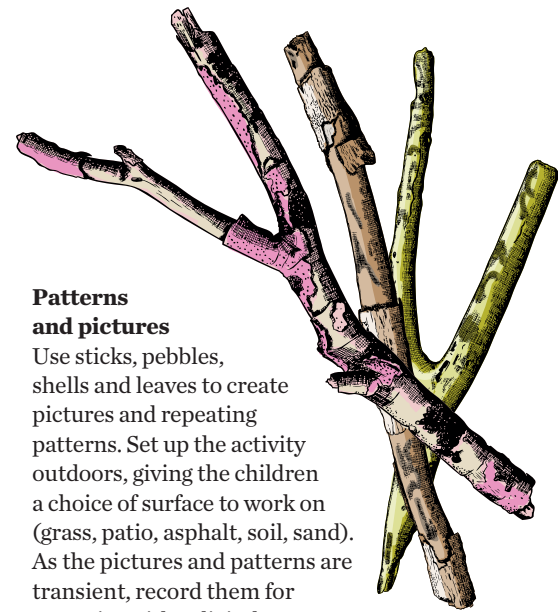 Patterns
and pictures
Use sticks, pebbles,
shells and leaves to create
pictures and repeating
patterns. Set up the activity
outdoors, giving the children
a choice of surface to work on
(grass, patio, asphalt, soil, sand).
As the pictures and patterns are
transient, record them for